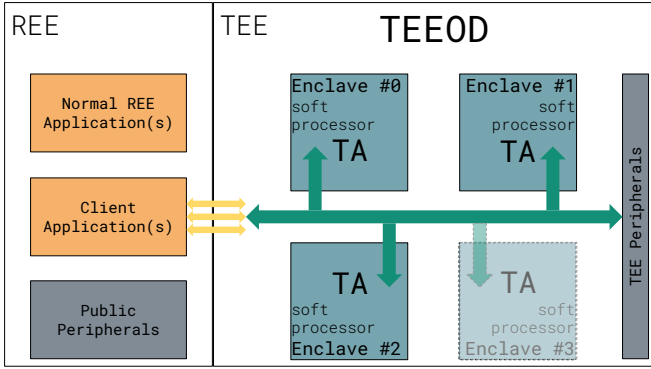 REE
TEE
TEEOD
Normal REE
Application(s)
Client
Application(s)
Public
Peripherals
Enclave #0
soft
processor
TA
Enclave #1
soft
processor
TA
TA
soft
processor
Enclave #2
TA
soft
processor
Enclave #3
TEE Peripherals